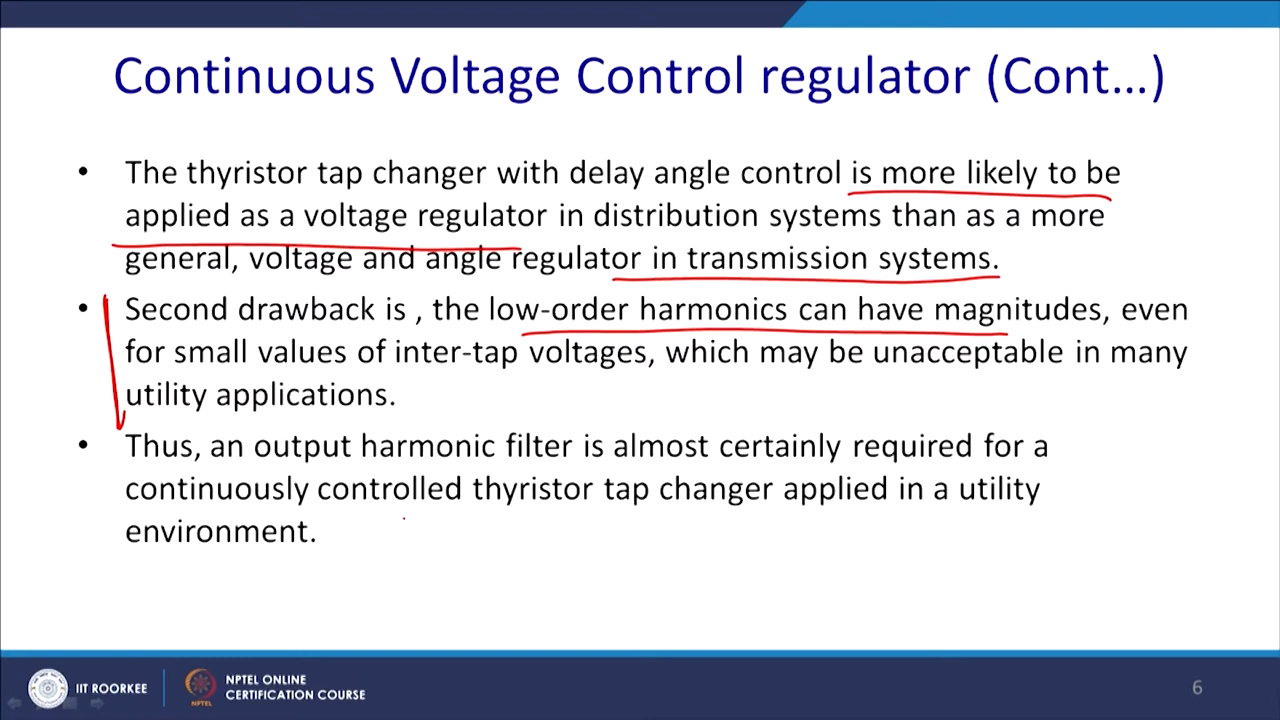 Continuous Voltage Control regulator (Cont…)
• The thyristor tap changer with delay angle control is more likely to be
applied as a voltage regulator in distribution systems than as a more
general, voltage and angle regulator in transmission systems.
• Second drawback is , the low-order harmonics can have magnitudes, even
for small values of inter-tap voltages, which may be unacceptable in many
utility applications.
• Thus, an output harmonic filter is almost certainly required for a
continuously controlled thyristor tap changer applied in a utility
environment.
IIT ROORKEE
NPTEL
NPTEL ONLINE
CERTIFICATION COURSE
6